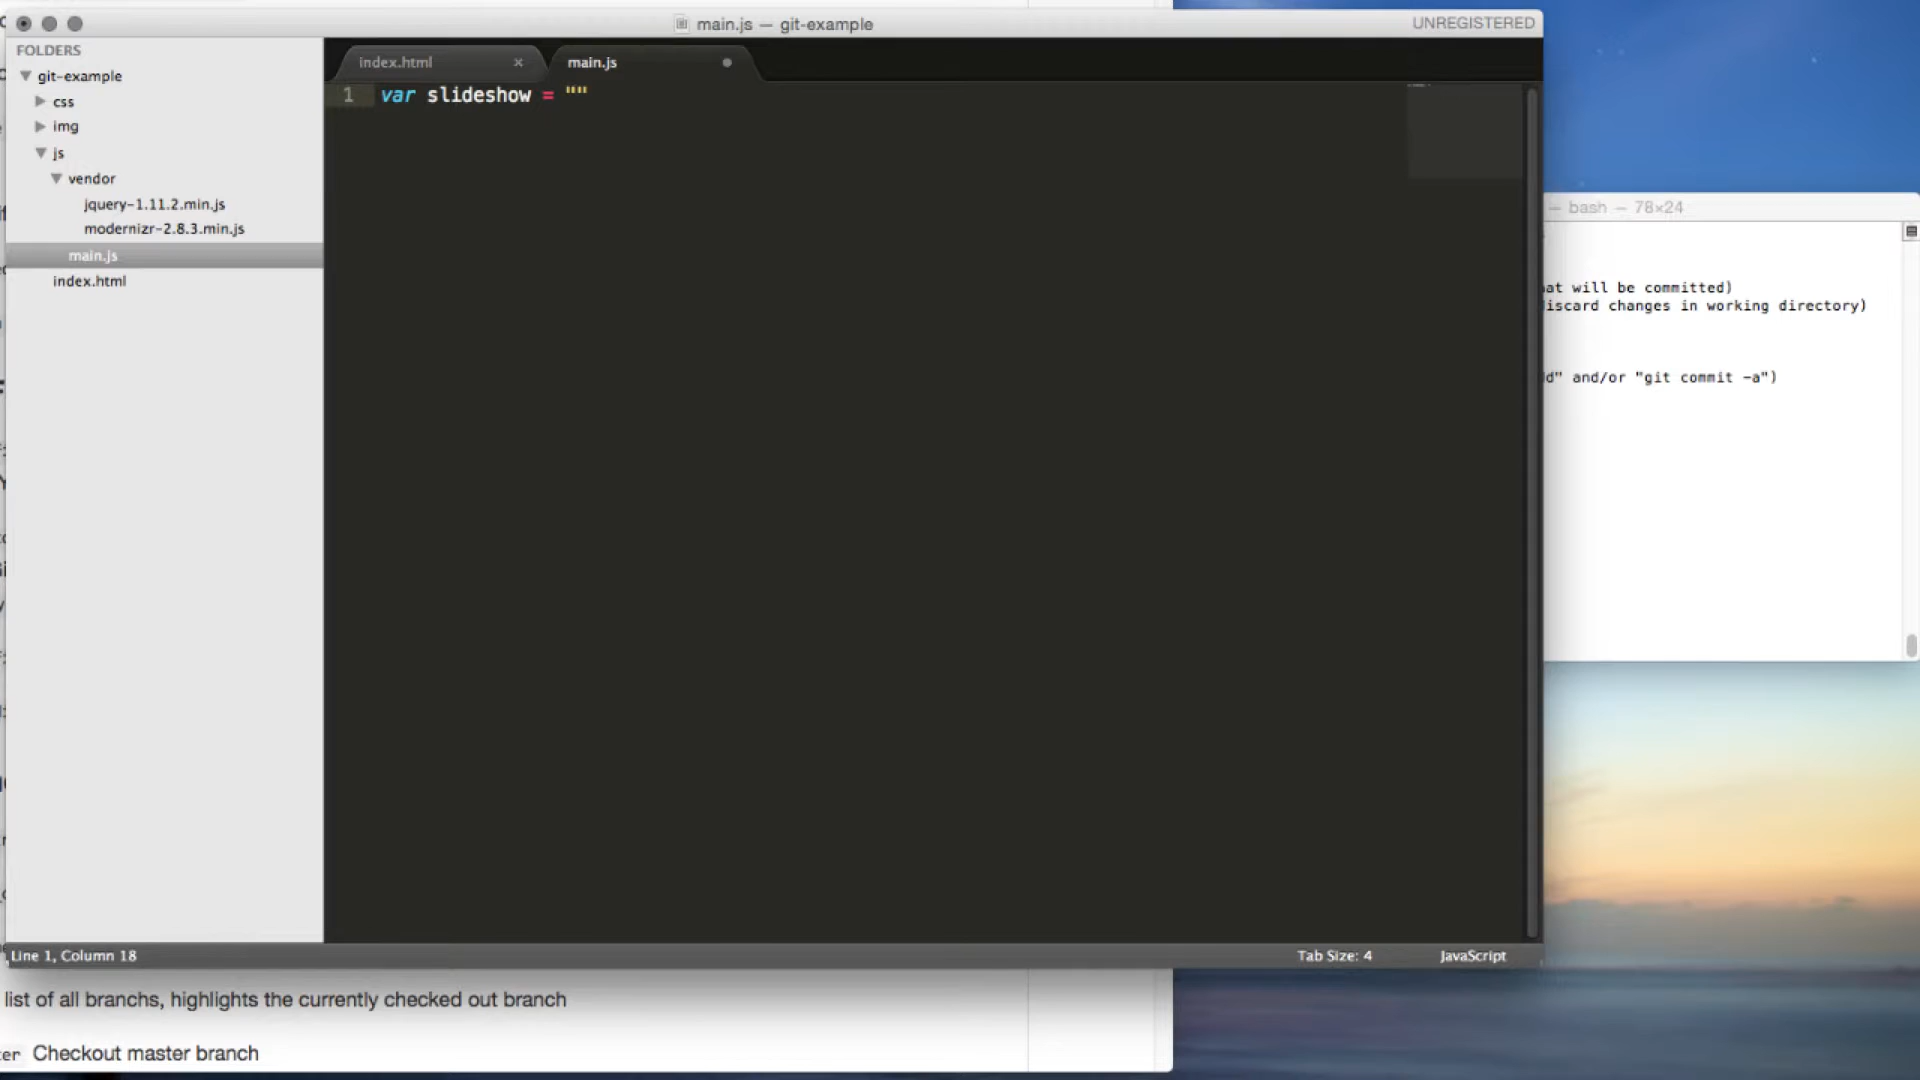 main.js — git-example
UNREGISTERED
FOLDERS
git-example
css
img
js
vendor
jquery-1.11.2.min.js
modernizr-2.8.3.min.js
main.js
index.html
index.html
main.js
1 var slideshow = ""
— bash — 78×24
at will be committed)
iscard changes in working directory)
d" and/or "git commit -a")
Line 1, Column 18
Tab Size: 4
JavaScript
list of all branchs, highlights the currently checked out branch
er Checkout master branch